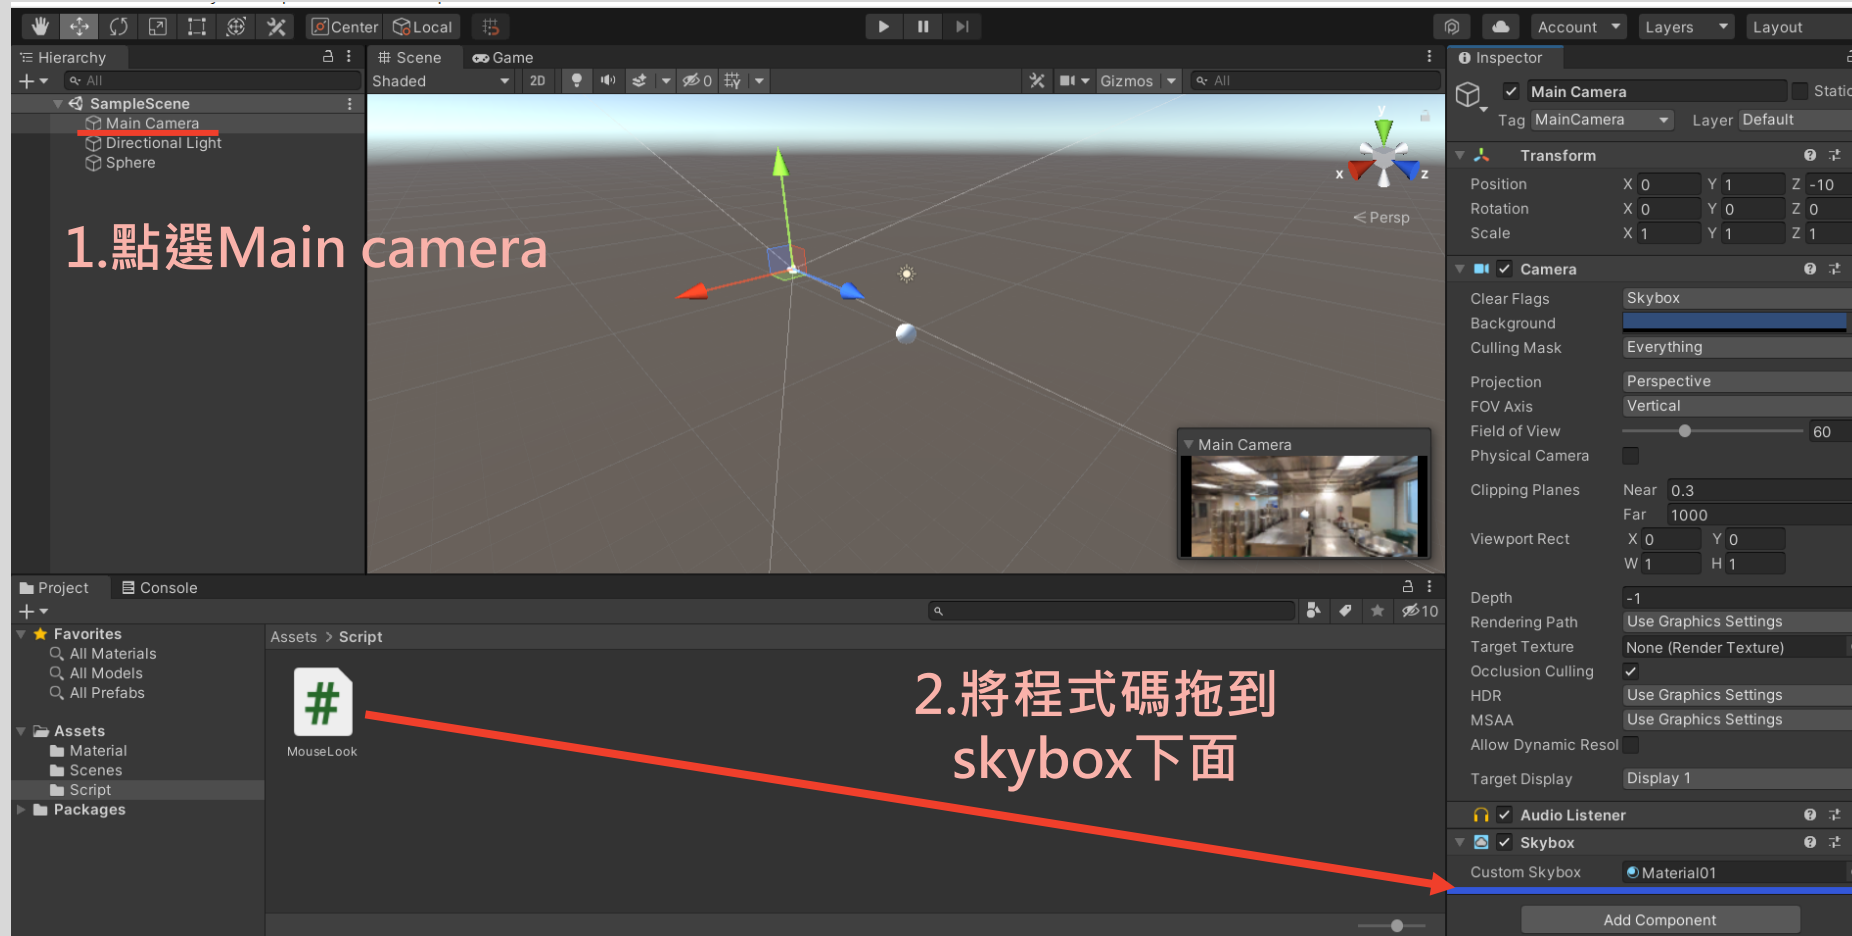 Center
Local
Account
Layers
Layout
Hierarchy
All
SampleScene
Main Camera
Directional Light
Sphere
1.點選Main camera
Scene
Game
Shaded
2D
0
Gizmos
All
y
x
z
Persp
Main Camera
Inspector
Main Camera
Static
Tag MainCamera Layer Default
Transform
Position X 0 Y 1 Z -10
Rotation X 0 Y 0 Z 0
Scale X 1 Y 1 Z 1
Camera
Clear Flags Skybox
Background
Culling Mask Everything
Projection Perspective
FOV Axis Vertical
Field of View 60
Physical Camera
Clipping Planes Near 0.3
Far 1000
Viewport Rect X 0 Y 0
W 1 H 1
Depth -1
Rendering Path Use Graphics Settings
Target Texture None (Render Texture)
Occlusion Culling
HDR Use Graphics Settings
MSAA Use Graphics Settings
Allow Dynamic Resol
Target Display Display 1
Audio Listener
Skybox
Custom Skybox Material01
Add Component
Project
Console
10
Favorites
All Materials
All Models
All Prefabs
Assets
Material
Scenes
Script
Packages
Assets > Script
MouseLook
2.將程式碼拖到
skybox下面